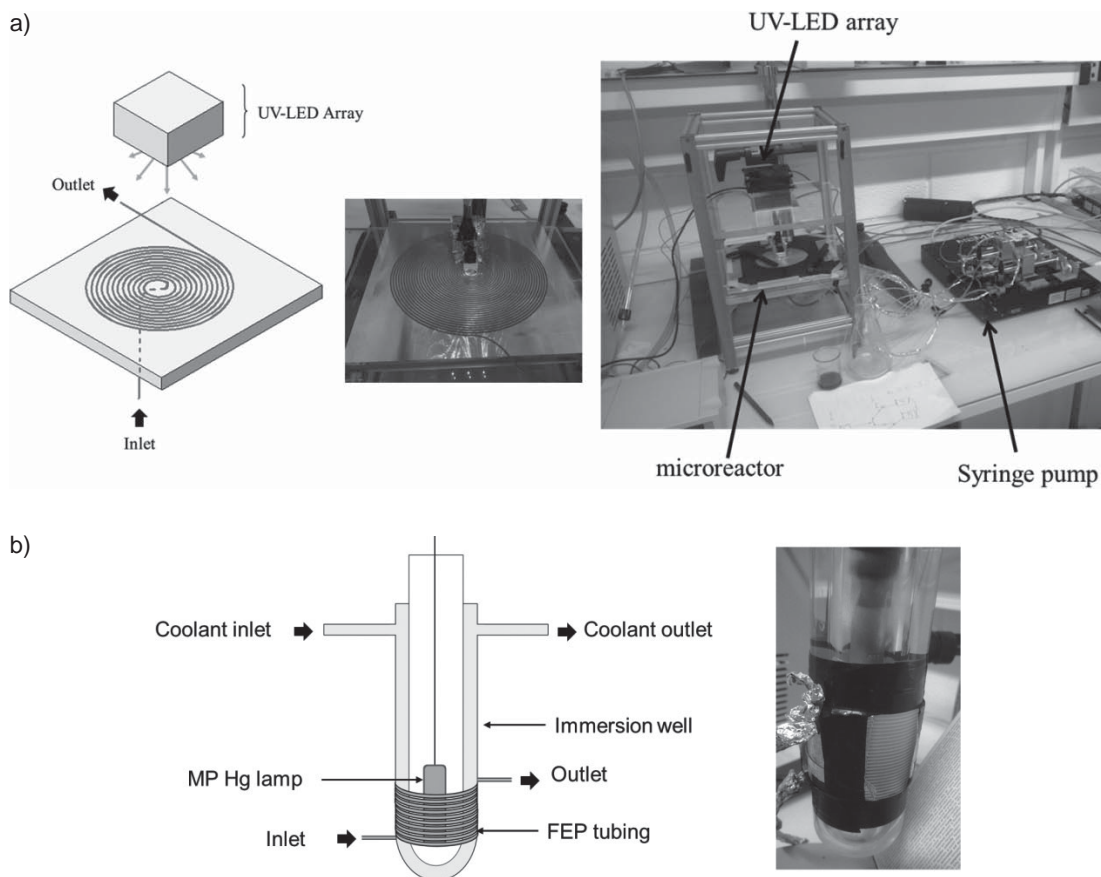 a)
UV-LED array
UV-LED Array
Outlet
Inlet
microreactor
Syringe pump
b)
Coolant inlet
Coolant outlet
Immersion well
MP Hg lamp
Outlet
Inlet
FEP tubing